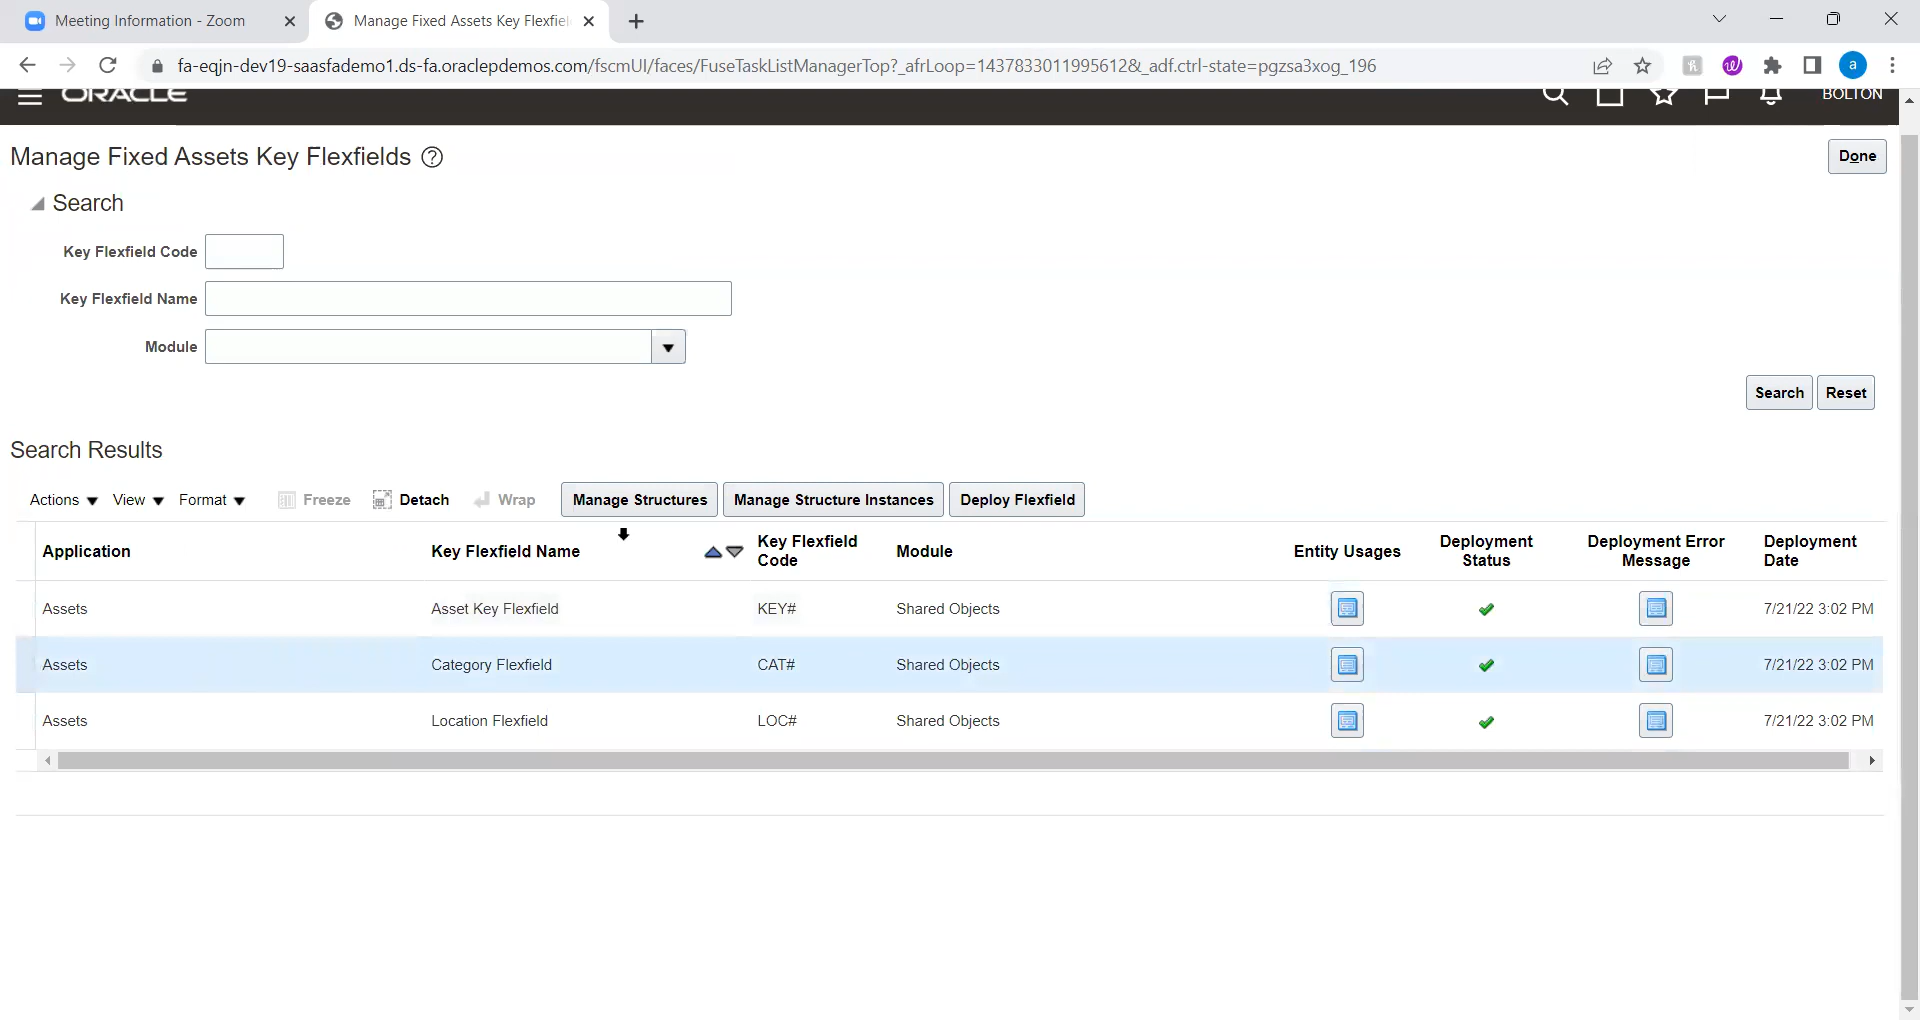 Meeting Information - Zoom
Manage Fixed Assets Key Flexfiel
fa-eqjn-dev19-saasfademo1.ds-fa.oraclepdemos.com/fscmUI/faces/FuseTaskListManagerTop?_afrLoop=14378330119956128&_adf.ctrl-state=pgzsa3xog_196
a
ORACLE
BOLTON
Manage Fixed Assets Key Flexfields ?
Done
Search
Key Flexfield Code
Key Flexfield Name
Module
Search Reset
Search Results
Actions View Format Freeze Detach Wrap Manage Structures Manage Structure Instances Deploy Flexfield
Application Key Flexfield Name Key Flexfield Code Module Entity Usages Deployment Status Deployment Error Message Deployment Date
Assets Asset Key Flexfield KEY# Shared Objects 7/21/22 3:02 PM
Assets Category Flexfield CAT# Shared Objects 7/21/22 3:02 PM
Assets Location Flexfield LOC# Shared Objects 7/21/22 3:02 PM